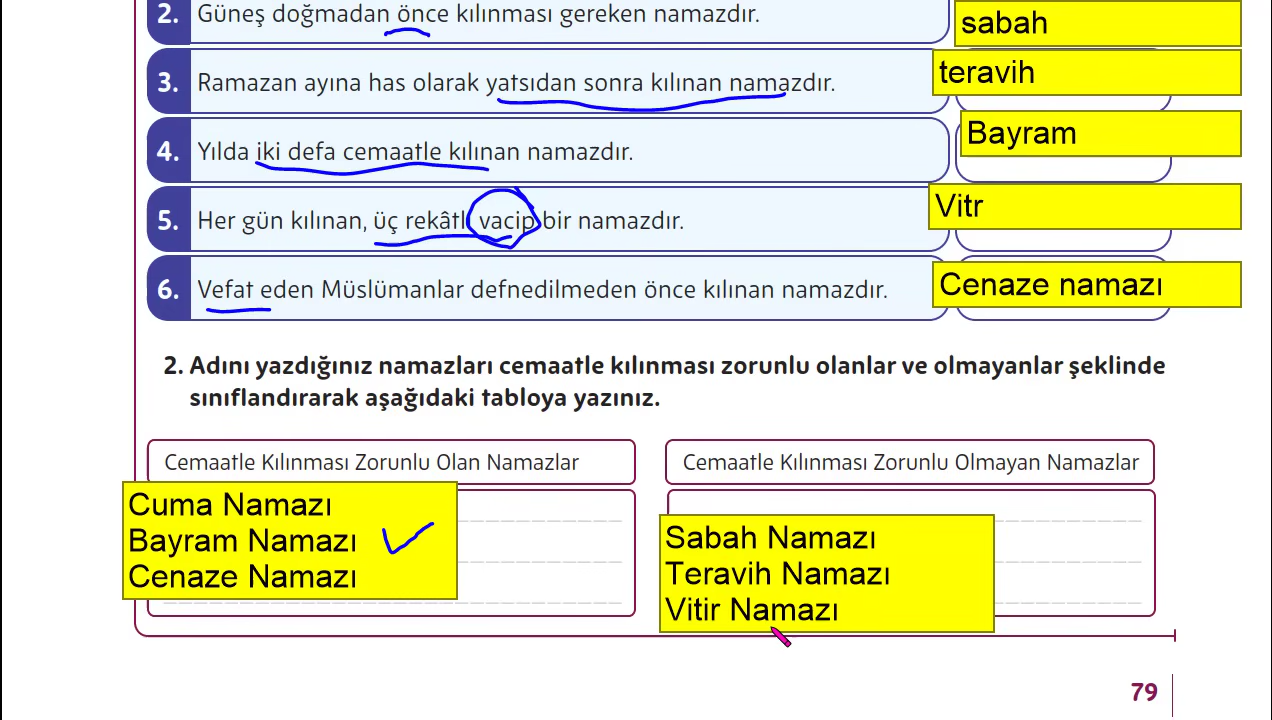 2. Güneş doğmadan önce kılınması gereken namazdır.
sabah
3. Ramazan ayına has olarak yatsıdan sonra kılınan namazdır.
teravih
4. Yılda iki defa cemaatle kılınan namazdır.
Bayram
5. Her gün kılınan, üç rekâtlı vacip bir namazdır.
Vitr
6. Vefat eden Müslümanlar defnedilmeden önce kılınan namazdır.
Cenaze namazı
2. Adını yazdığınız namazları cemaatle kılınması zorunlu olanlar ve olmayanlar şeklinde
sınıflandırarak aşağıdaki tabloya yazınız.
Cemaatle Kılınması Zorunlu Olan Namazlar
Cuma Namazı
Bayram Namazı
Cenaze Namazı
Cemaatle Kılınması Zorunlu Olmayan Namazlar
Sabah Namazı
Teravih Namazı
Vitir Namazı
79